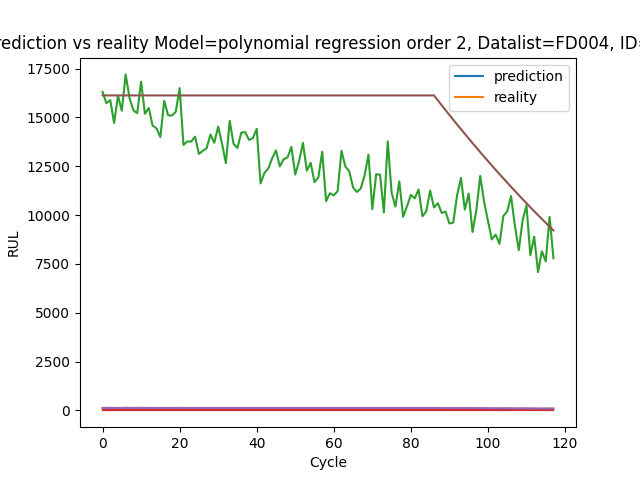 rediction vs reality Model=polynomial regression order 2, Datalist=FD004, ID=
prediction
reality
17500
15000
12500
10000
7500
5000
2500
0
RUL
0 20 40 60 80 100 120
Cycle